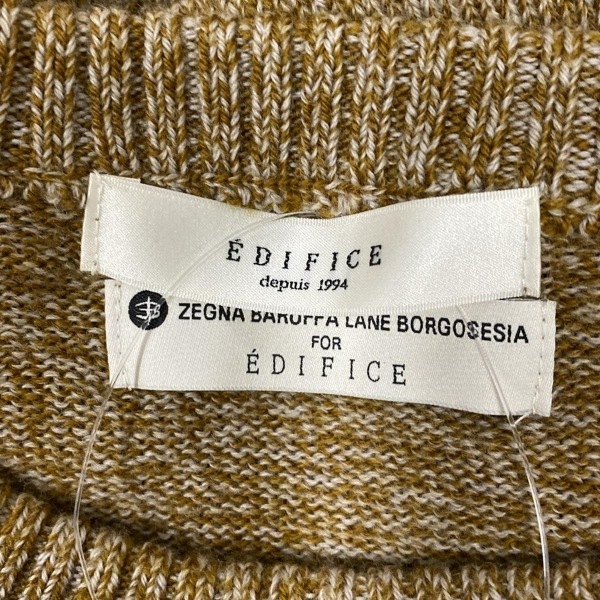 ÉDIFICE
depuis 1994
ZEGNA BARUFFA LANE BORGOSESIA
FOR
ÉDIFICE